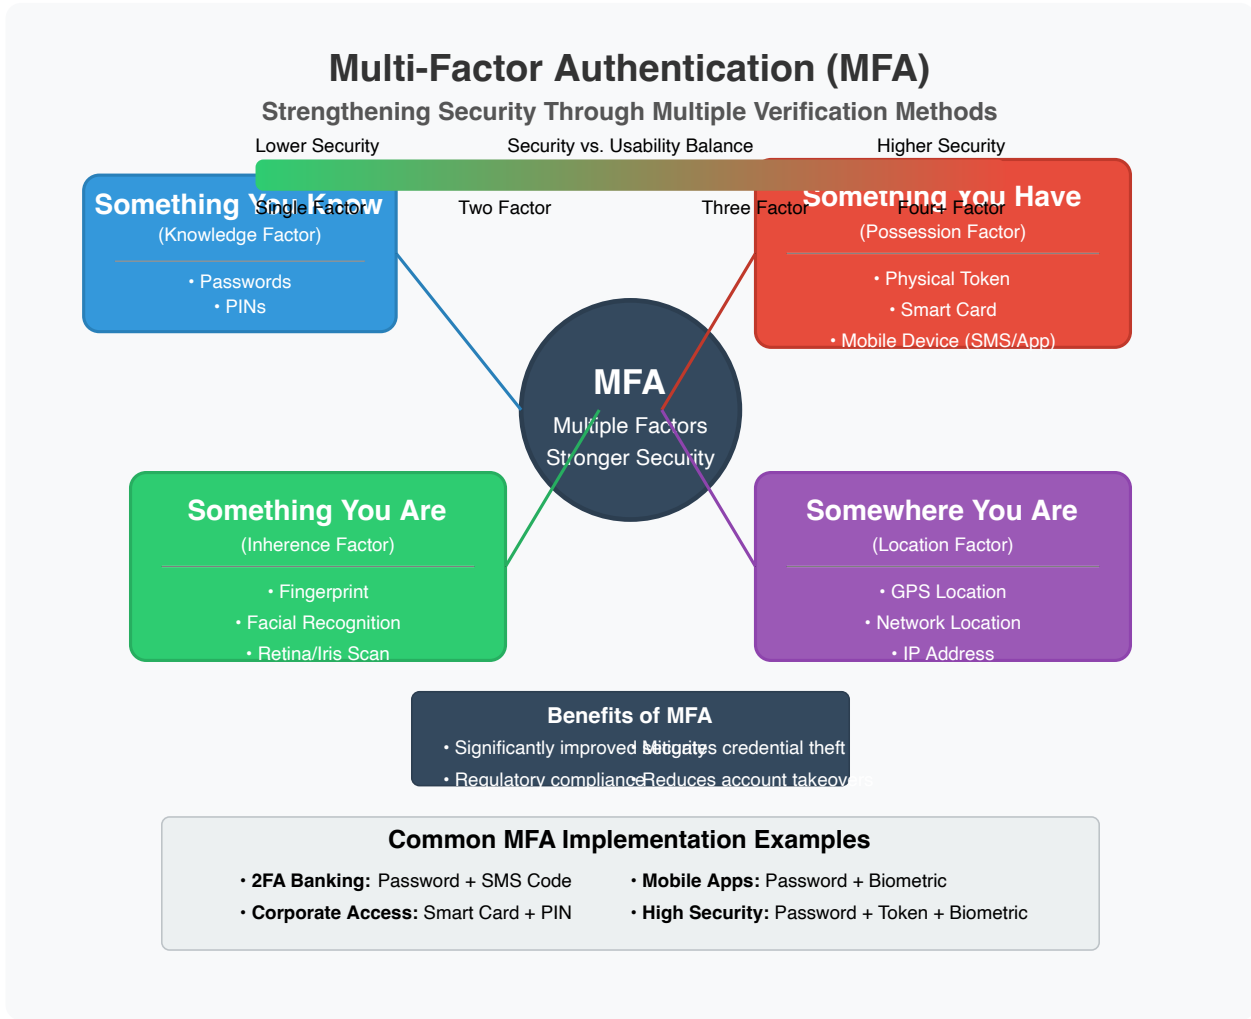 Multi-Factor Authentication (MFA)
Strengthening Security Through Multiple Verification Methods
Lower Security
Security vs. Usability Balance
Higher Security
Something You Know
Single Factor
Two Factor
Three Factor
Four+ Factor
(Knowledge Factor)
• Passwords
• PINs
Something You Have
(Possession Factor)
• Physical Token
• Smart Card
• Mobile Device (SMS/App)
MFA
Multiple Factors
Stronger Security
Something You Are
(Inherence Factor)
• Fingerprint
• Facial Recognition
• Retina/Iris Scan
Somewhere You Are
(Location Factor)
• GPS Location
• Network Location
• IP Address
Benefits of MFA
• Significantly improved security
• Mitigates credential theft
• Regulatory compliance
• Reduces account takeovers
Common MFA Implementation Examples
• 2FA Banking: Password + SMS Code
• Mobile Apps: Password + Biometric
• Corporate Access: Smart Card + PIN
• High Security: Password + Token + Biometric